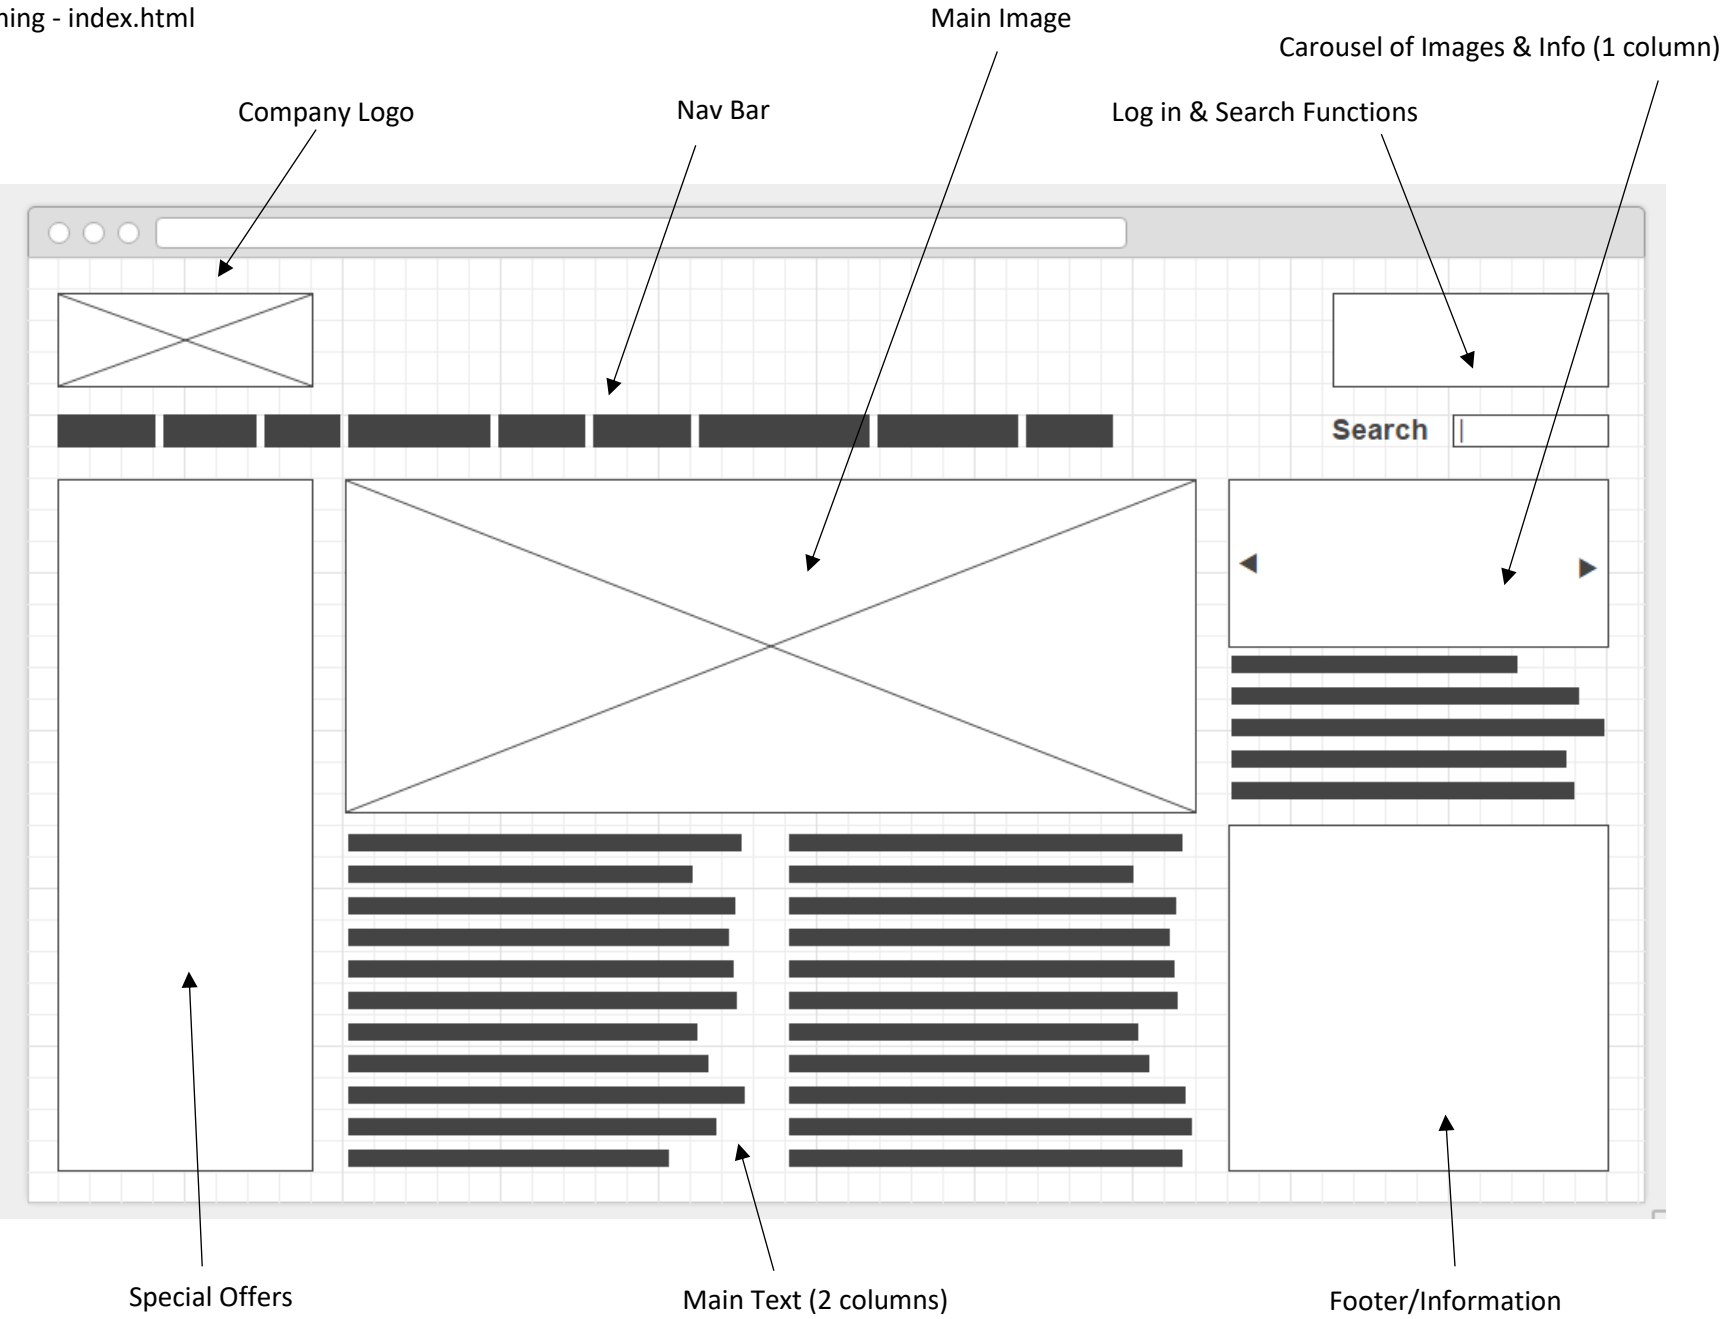 - index.html
Main Image
Carousel of Images & Info (1 column)
Company Logo
Nav Bar
Log in & Search Functions
Search
Special Offers
Main Text (2 columns)
Footer/Information